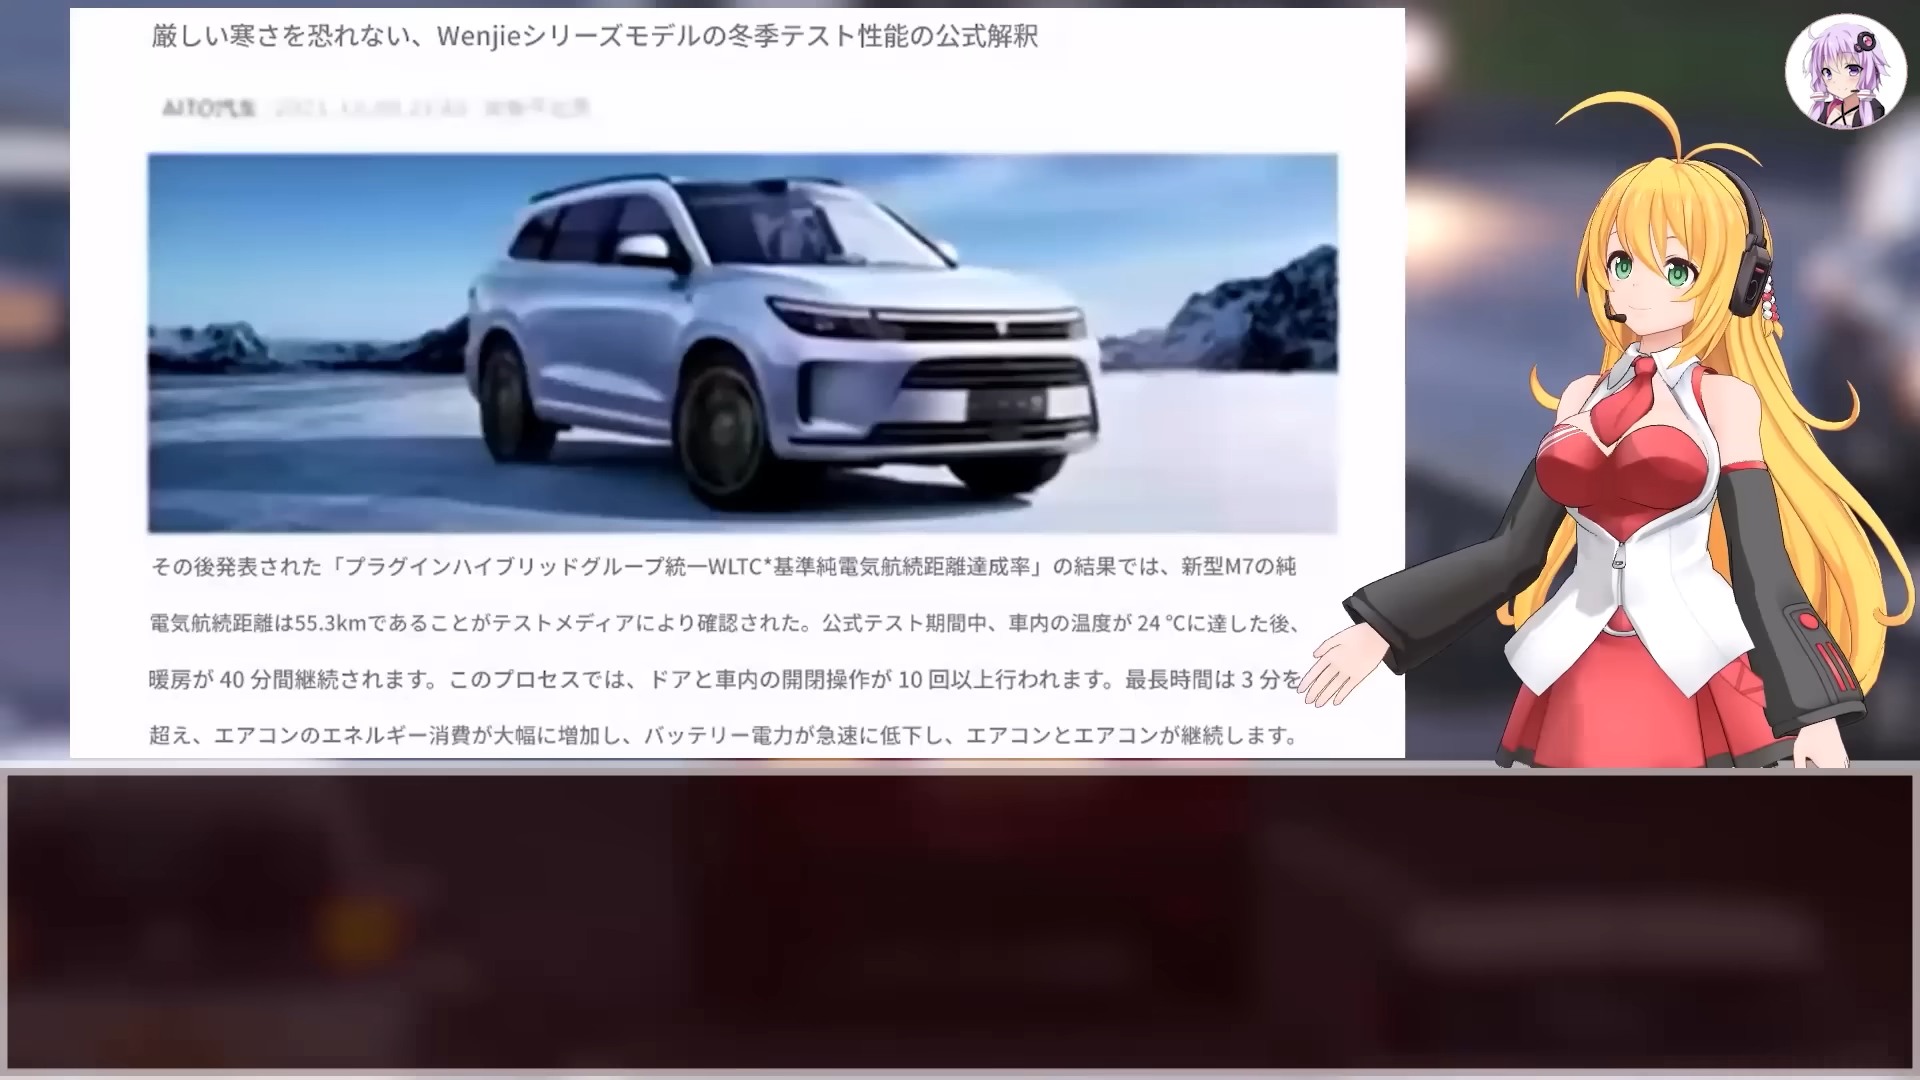 厳しい寒さを恐れない、Wenjieシリーズモデルの冬季テスト性能の公式解釈
AITO汽车
その後発表された「プラグインハイブリッドグループ統一WLTC*基準純電気航続距離達成率」の結果では、新型M7の純
電気航続距離は55.3kmであることがテストメディアにより確認された。公式テスト期間中、車内の温度が 24 ℃に達した後、
暖房が 40 分間継続されます。このプロセスでは、ドアと車内の開閉操作が 10 回以上行われます。最長時間は 3 分を
超え、エアコンのエネルギー消費が大幅に増加し、バッテリー電力が急速に低下し、エアコンとエアコンが継続します。